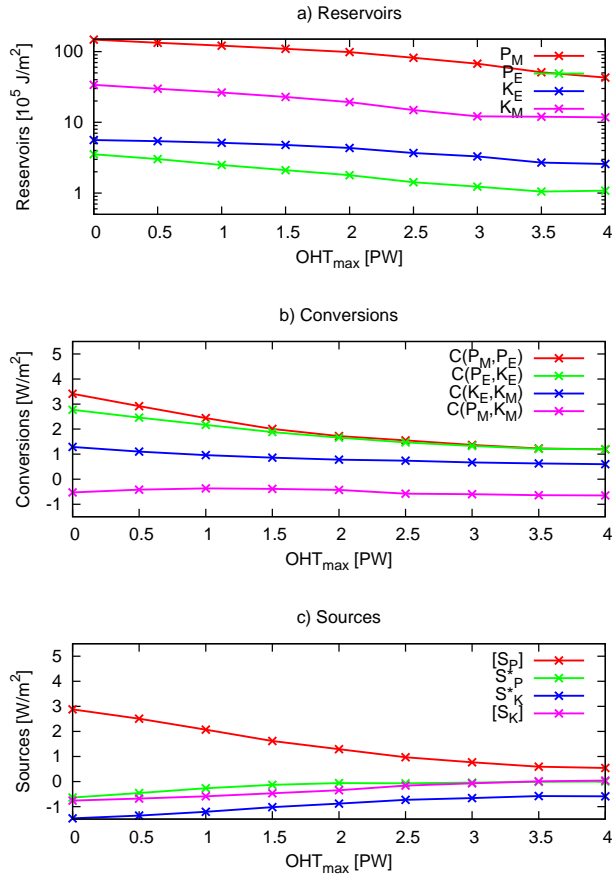 a) Reservoirs
Reservoirs [10^5 J/m^2]
100
10
1
P_M
P_E
K_E
K_M
0 0.5 1 1.5 2 2.5 3 3.5 4
OHT_max [PW]
b) Conversions
Conversions [W/m^2]
5
4
3
2
1
0
-1
C(P_M,P_E)
C(P_E,K_E)
C(K_E,K_M)
C(P_M,K_M)
0 0.5 1 1.5 2 2.5 3 3.5 4
OHT_max [PW]
c) Sources
Sources [W/m^2]
5
4
3
2
1
0
-1
[S_P]
S*_P
S*_K
[S_K]
0 0.5 1 1.5 2 2.5 3 3.5 4
OHT_max [PW]